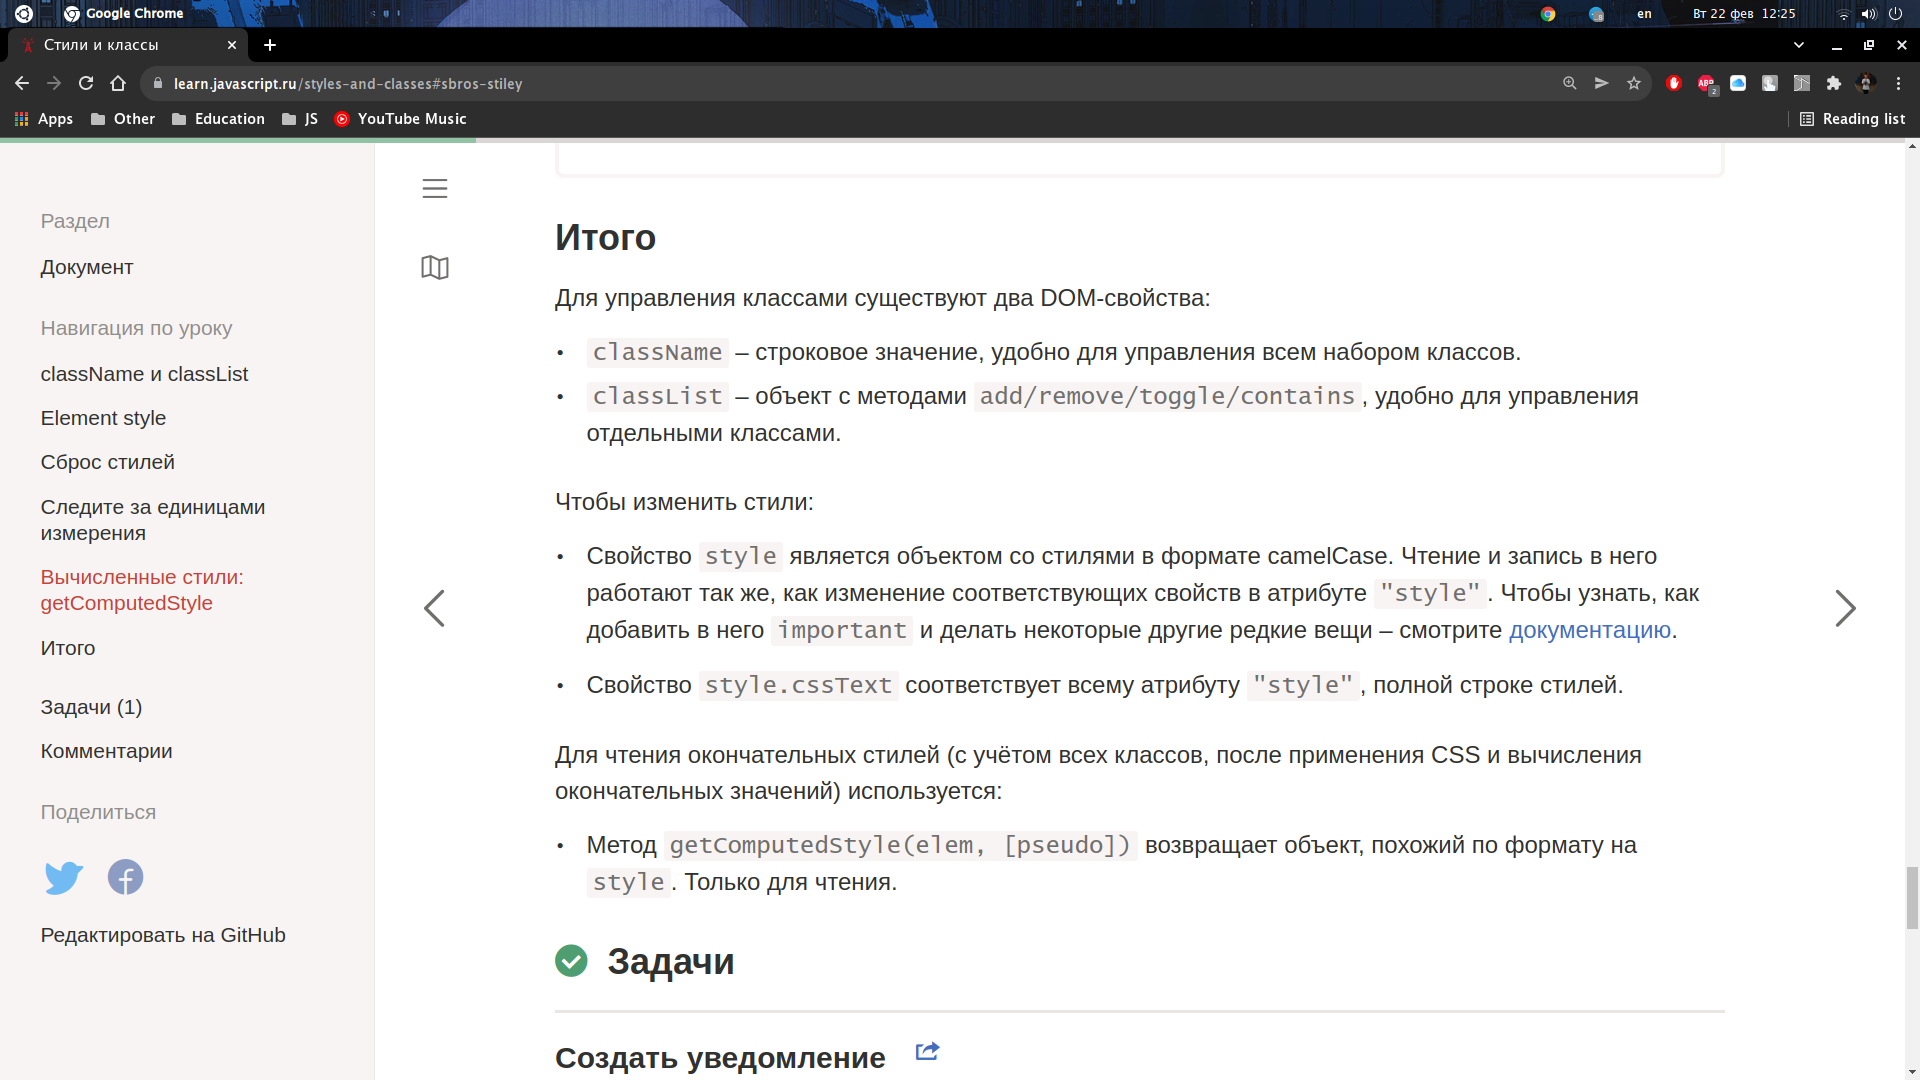 Google Chrome
en
Вт 22 фев 12:25
Стили и классы
learn.javascript.ru/styles-and-classes#sbros-stiley
ABP
2
Apps
Other
Education
JS
YouTube Music
Reading list
Раздел
Документ
Навигация по уроку
className и classList
Element style
Сброс стилей
Следите за единицами
измерения
Вычисленные стили:
getComputedStyle
Итого
Задачи (1)
Комментарии
Поделиться
Редактировать на GitHub
Итого
Для управления классами существуют два DOM-свойства:
• className – строковое значение, удобно для управления всем набором классов.
• classList – объект с методами add/remove/toggle/contains, удобно для управления
отдельными классами.
Чтобы изменить стили:
• Свойство style является объектом со стилями в формате camelCase. Чтение и запись в него
работают так же, как изменение соответствующих свойств в атрибуте "style". Чтобы узнать, как
добавить в него important и делать некоторые другие редкие вещи – смотрите документацию.
• Свойство style.cssText соответствует всему атрибуту "style", полной строке стилей.
Для чтения окончательных стилей (с учётом всех классов, после применения CSS и вычисления
окончательных значений) используется:
• Метод getComputedStyle(elem, [pseudo]) возвращает объект, похожий по формату на
style. Только для чтения.
Задачи
Создать уведомление